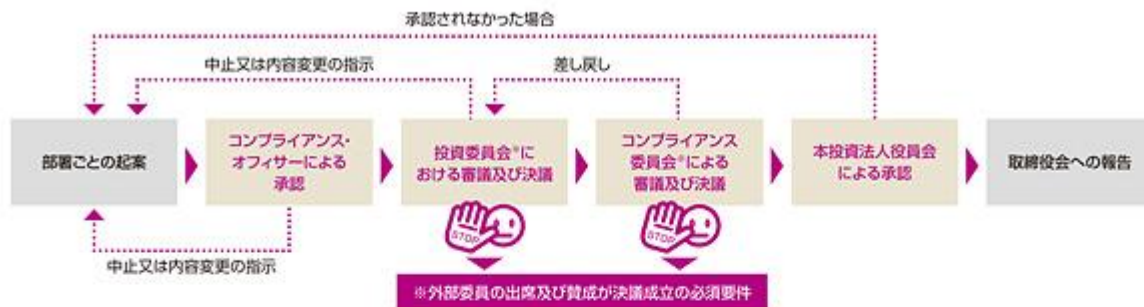 承認されなかった場合
中止又は内容変更の指示
差し戻し
部署ごとの起案
コンプライアンス・
オフィサーによる
承認
投資委員会※に
おける審議及び決議
コンプライアンス
委員会※による
審議及び決議
本投資法人役員会
による承認
取締役会への報告
STOP
STOP
中止又は内容変更の指示
※外部委員の出席及び賛成が決議成立の必須要件